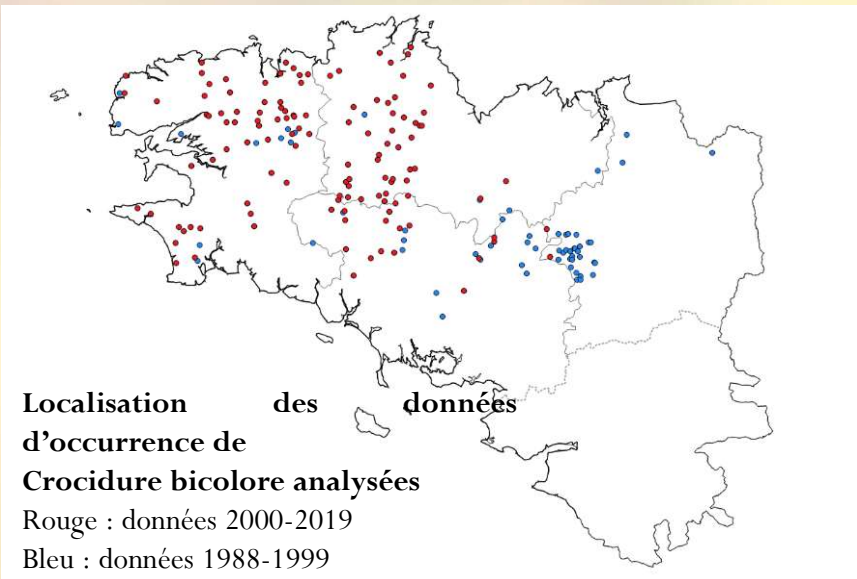 Localisation des données
d'occurrence de
Crocidure bicolore analysées
Rouge : données 2000-2019
Bleu : données 1988-1999